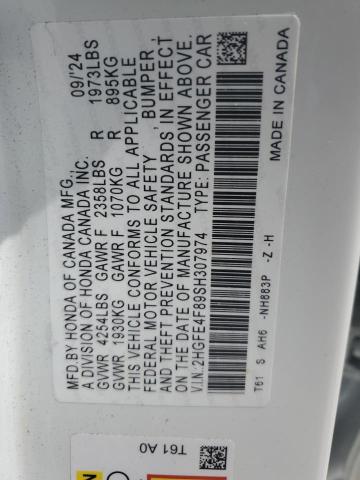 MFD.BY HONDA OF CANADA MFG., 09/'24
A DIVISION OF HONDA CANADA INC.
GVWR 4254LBS GAWR F 2358LBS R 1973LBS
GVWR 1930KG GAWR F 1070KG R 895KG
THIS VEHICLE CONFORMS TO ALL APPLICABLE
FEDERAL MOTOR VEHICLE SAFETY BUMPER,
AND THEFT PREVENTION STANDARDS, IN EFFECT
ON THE DATE OF MANUFACTURE SHOWN ABOVE.
V.I.N.:2HGFE4F89SH307974 TYPE: PASSENGER CAR
T61 S AH6 -NH883P -Z -H
MADE IN CANADA
T61 A0